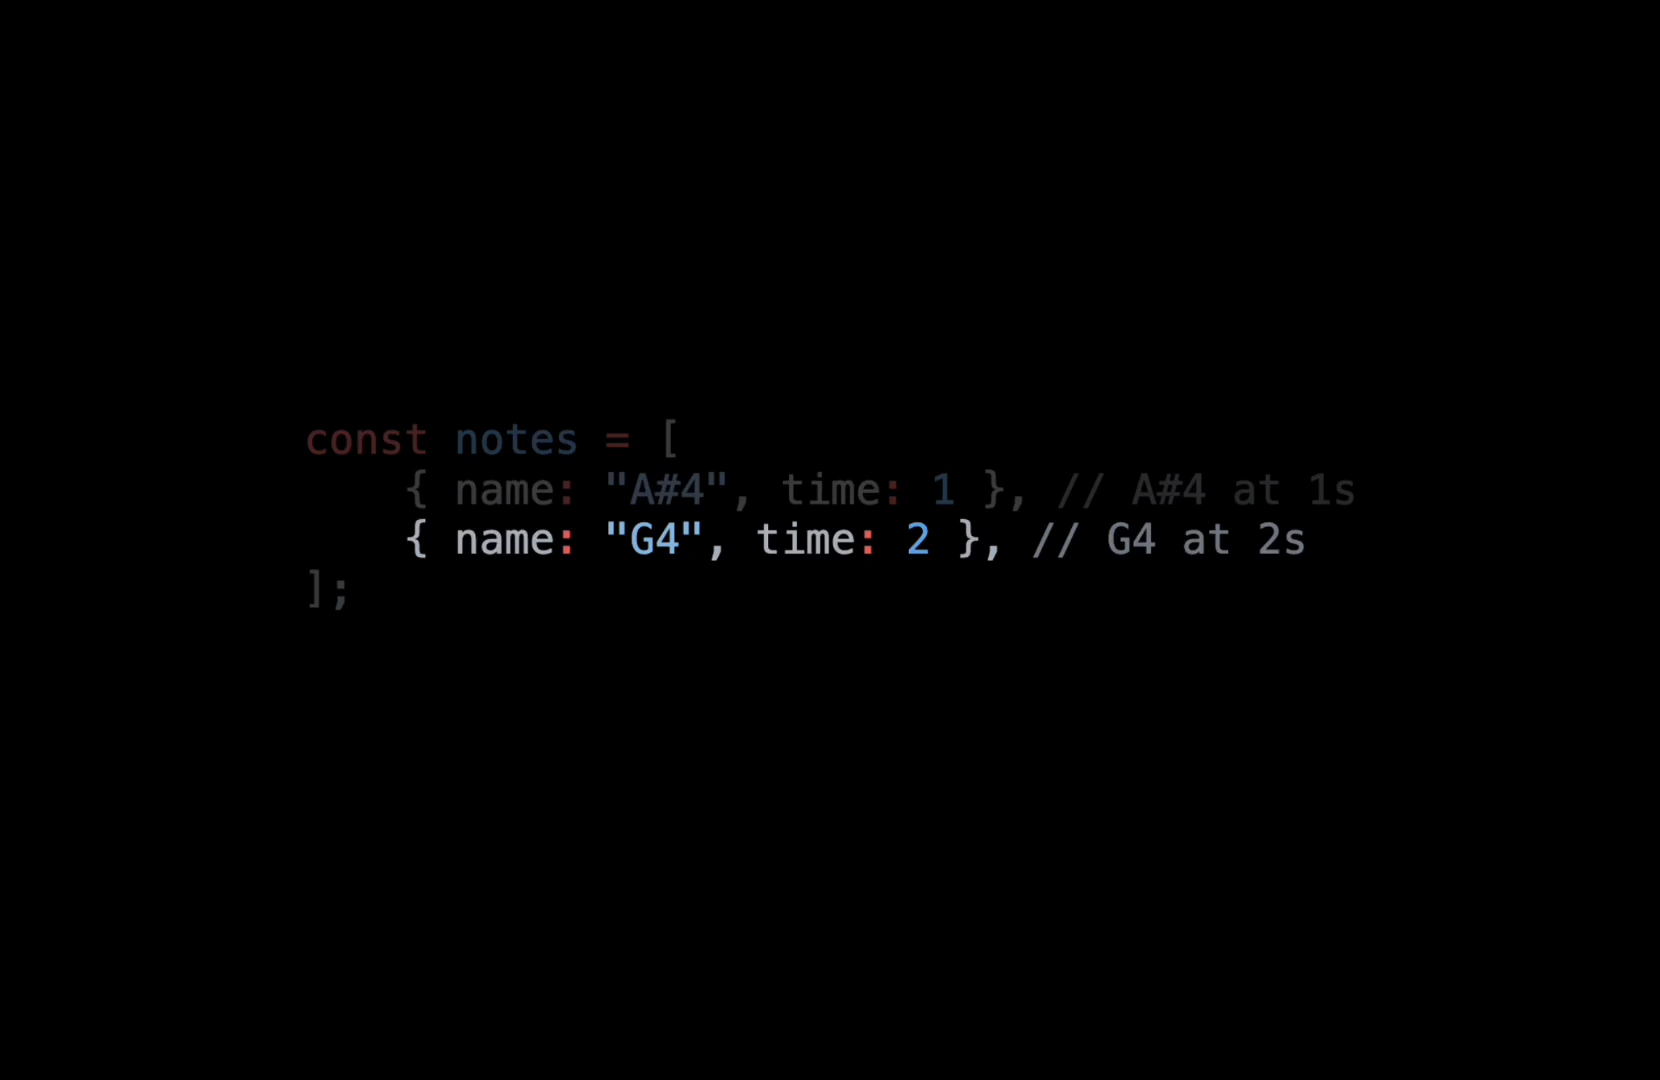 const notes = [
    { name: "A#4", time: 1 }, // A#4 at 1s
    { name: "G4", time: 2 }, // G4 at 2s
];